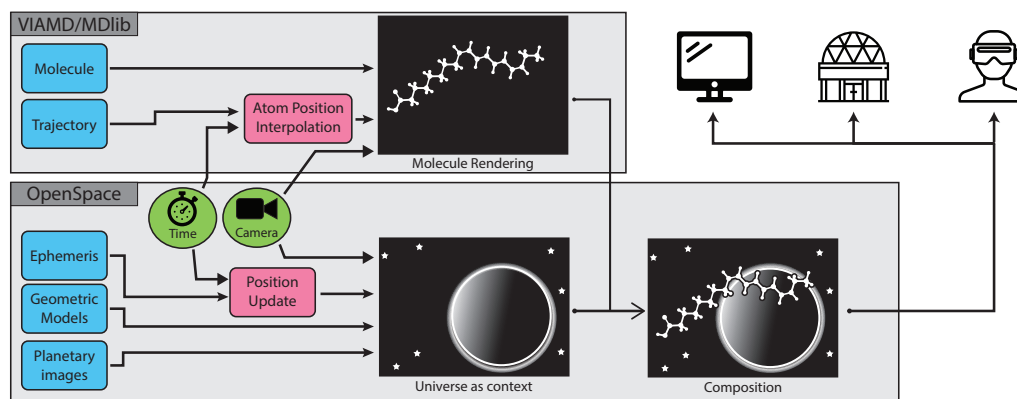 VIAMD/MDlib
Molecule
Trajectory
Atom Position
Interpolation
Molecule Rendering
OpenSpace
Time
Camera
Ephemeris
Geometric
Models
Planetary
images
Position
Update
Universe as context
Composition